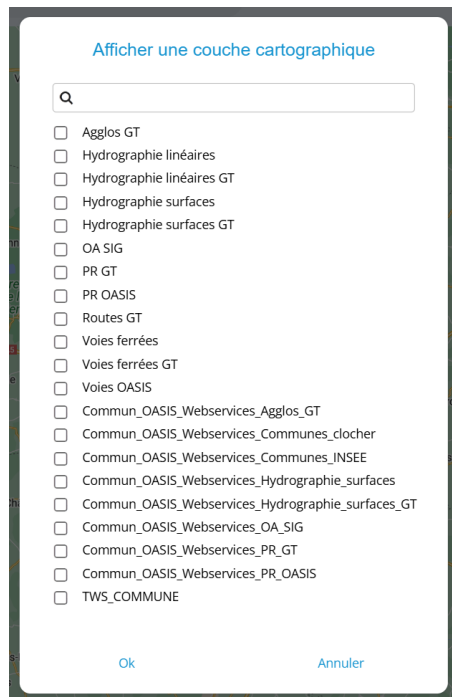 Afficher une couche cartographique
Agglos GT
Hydrographie linéaires
Hydrographie linéaires GT
Hydrographie surfaces
Hydrographie surfaces GT
OA SIG
PR GT
PR OASIS
Routes GT
Voies ferrées
Voies ferrées GT
Voies OASIS
Commun_OASIS_Webservices_Agglos_GT
Commun_OASIS_Webservices_Communes_clocher
Commun_OASIS_Webservices_Communes_INSEE
Commun_OASIS_Webservices_Hydrographie_surfaces
Commun_OASIS_Webservices_Hydrographie_surfaces_GT
Commun_OASIS_Webservices_OA_SIG
Commun_OASIS_Webservices_PR_GT
Commun_OASIS_Webservices_PR_OASIS
TWS_COMMUNE
Ok Annuler